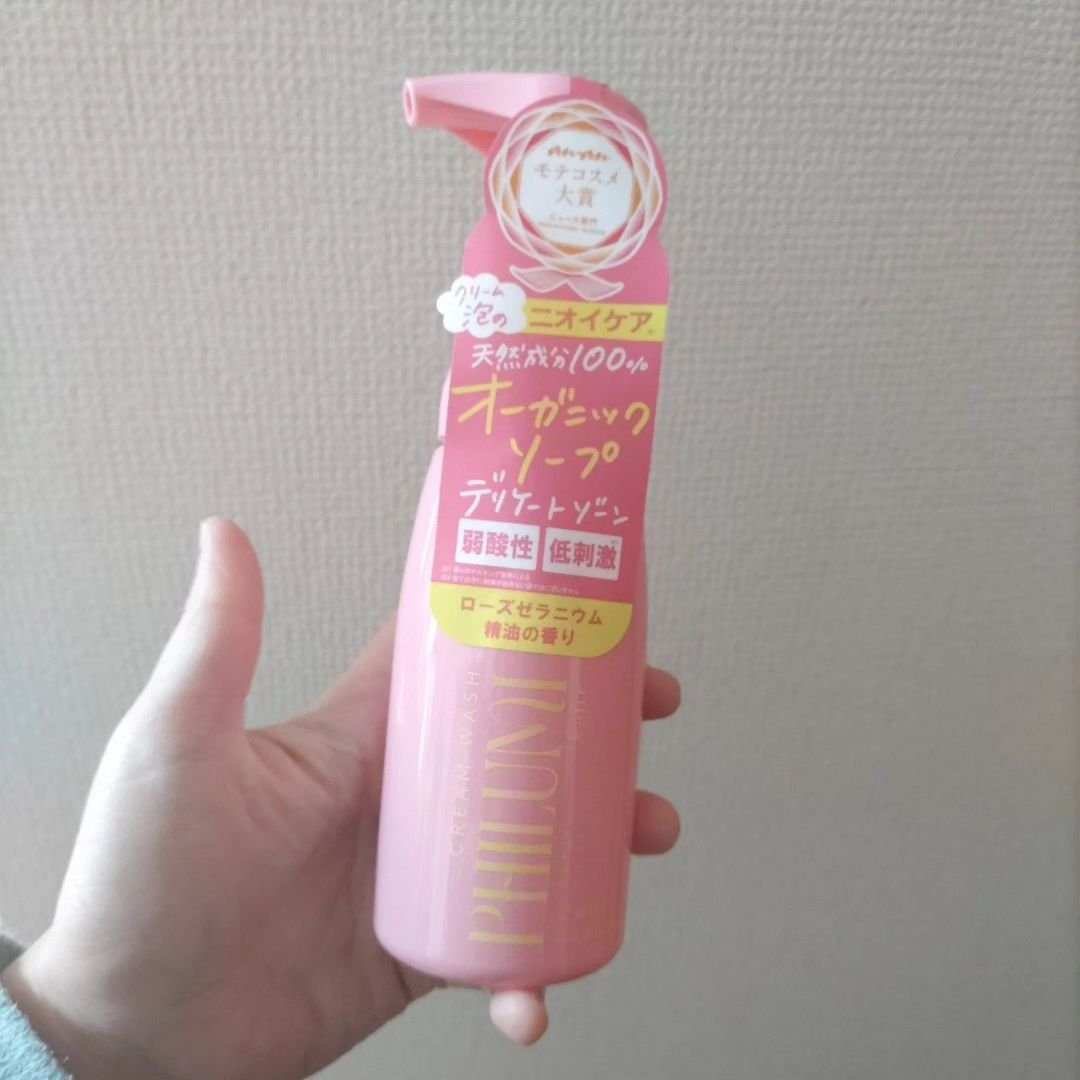 anan
モテコスメ
大賞
クリーム
泡の
ニオイケア
天然成分100%
オーガニック
ソープ
デリケートゾーン
弱酸性 低刺激
ローズゼラニウム
精油の香り
CREAM WASH
PHILUNI